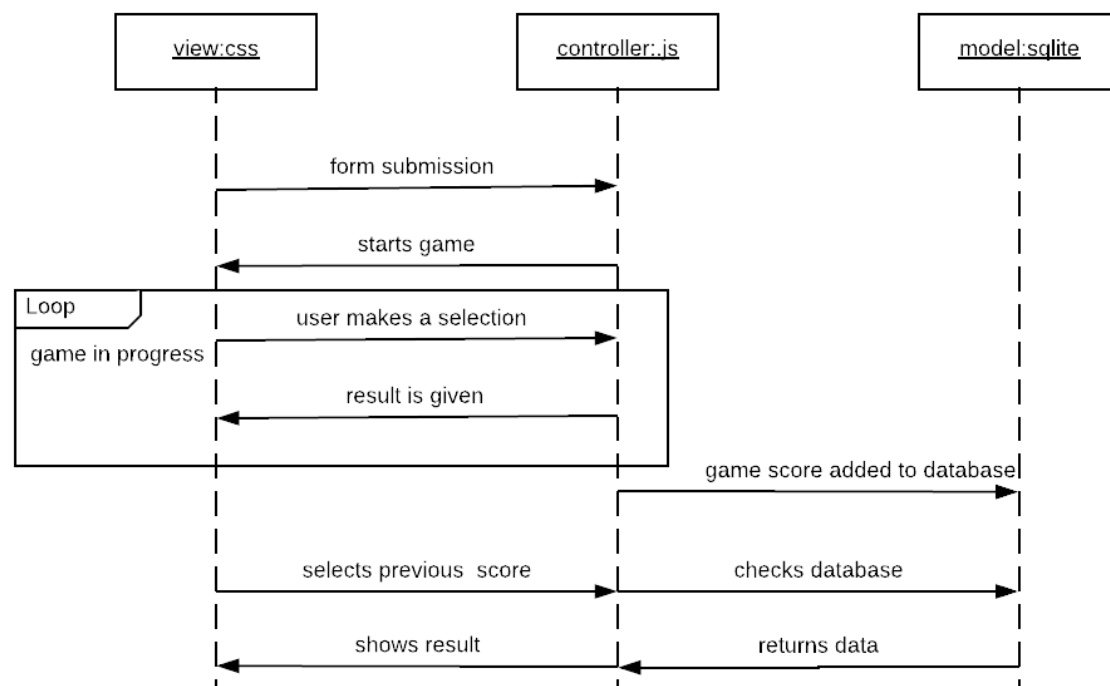 view:css
controller:.js
model:sqlite
form submission
starts game
Loop
user makes a selection
game in progress
result is given
game score added to database
selects previous  score
checks database
shows result
returns data